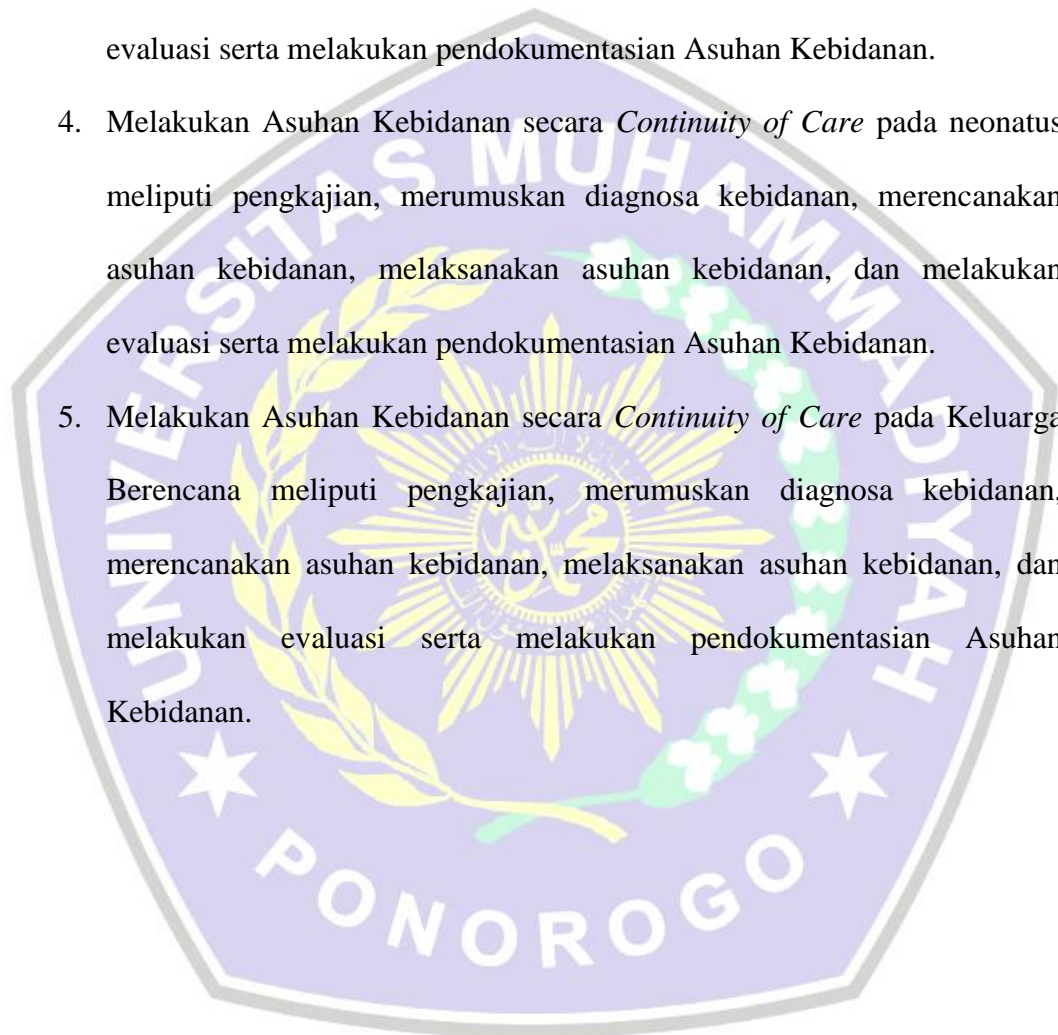 evaluasi serta melakukan pendokumentasian Asuhan Kebidanan.
4. Melakukan Asuhan Kebidanan secara Continuity of Care pada neonatus
meliputi pengkajian, merumuskan diagnosa kebidanan, merencanakan
asuhan kebidanan, melaksanakan asuhan kebidanan, dan melakukan
evaluasi serta melakukan pendokumentasian Asuhan Kebidanan.
5. Melakukan Asuhan Kebidanan secara Continuity of Care pada Keluarga
Berencana meliputi pengkajian, merumuskan diagnosa kebidanan,
merencanakan asuhan kebidanan, melaksanakan asuhan kebidanan, dan
melakukan evaluasi serta melakukan pendokumentasian Asuhan
Kebidanan.
UNIVERSITAS MUHAMMADIYAH
PONOROGO